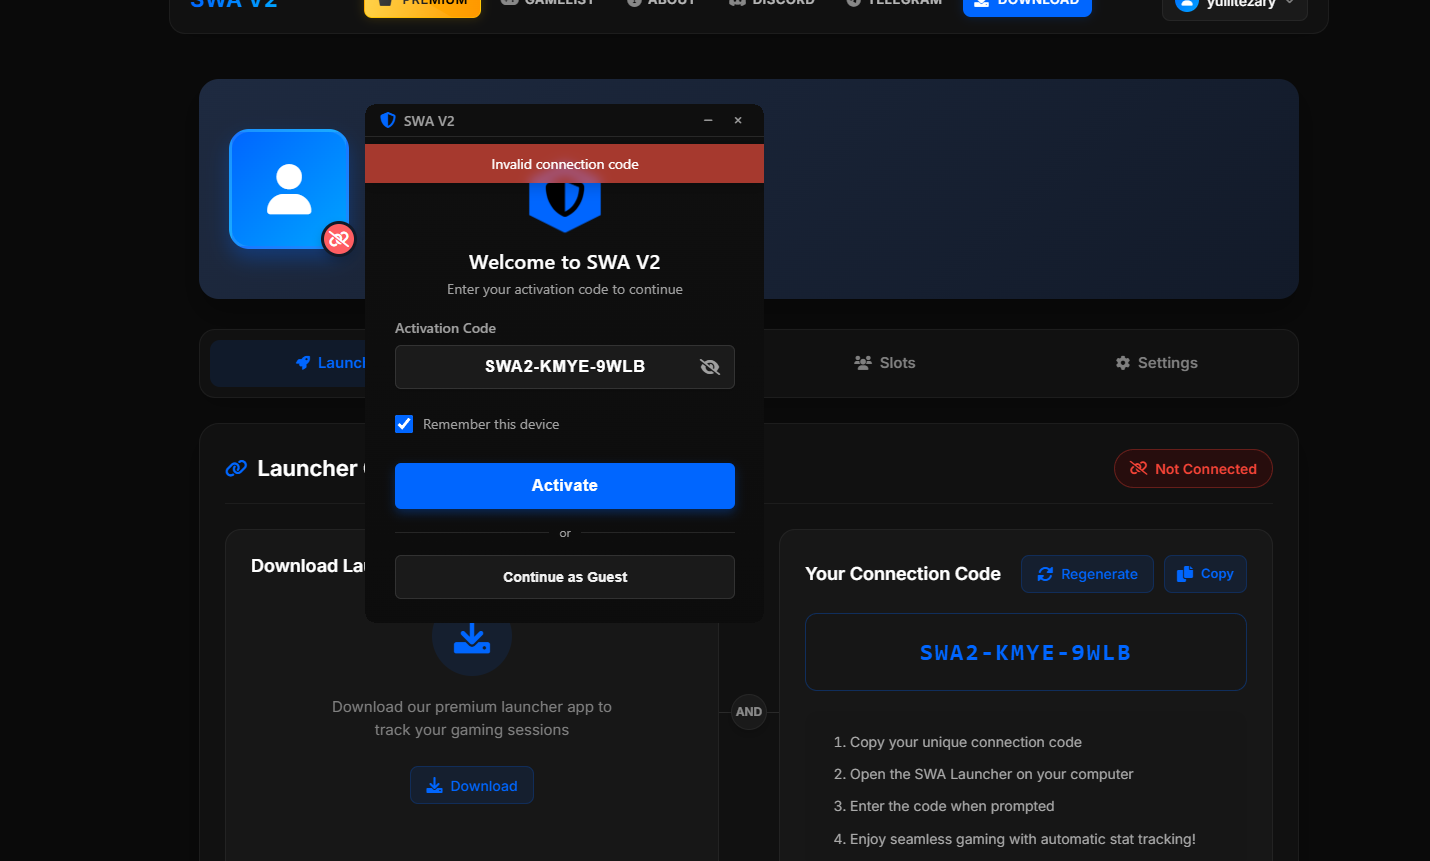 SWA V2
PREMIUM
GAMELIST
ABOUT
DISCORD
TELEGRAM
DOWNLOAD
yullitezary
SWA V2
Invalid connection code
Welcome to SWA V2
Enter your activation code to continue
Activation Code
SWA2-KMYE-9WLB
Remember this device
Activate
or
Continue as Guest
Launch
Slots
Settings
Launcher
Not Connected
Download La
Download our premium launcher app to
track your gaming sessions
Download
AND
Your Connection Code
Regenerate
Copy
SWA2-KMYE-9WLB
1. Copy your unique connection code
2. Open the SWA Launcher on your computer
3. Enter the code when prompted
4. Enjoy seamless gaming with automatic stat tracking!